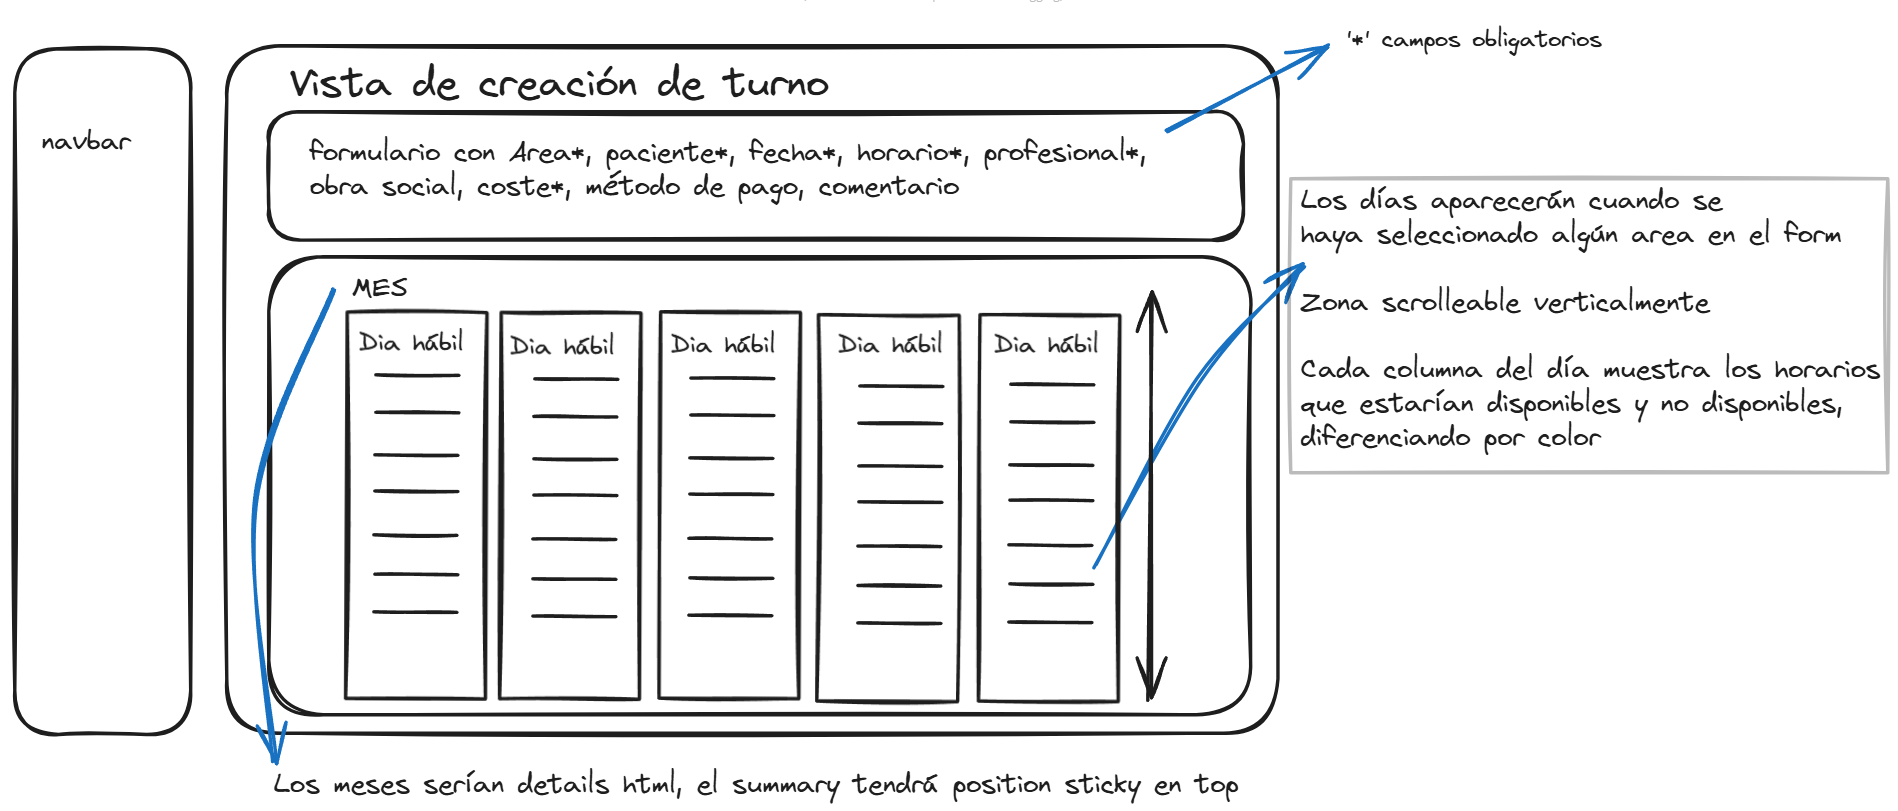 '*' campos obligatorios
navbar
Vista de creación de turno
formulario con Area*, paciente*, fecha*, horario*, profesional*,
obra social, coste*, método de pago, comentario
Los días aparecerán cuando se
haya seleccionado algún area en el form
Zona scrolleable verticalmente
Cada columna del día muestra los horarios
que estarían disponibles y no disponibles,
diferenciando por color
MES
Dia hábil
Dia hábil
Dia hábil
Dia hábil
Dia hábil
Los meses serían details html, el summary tendrá position sticky en top